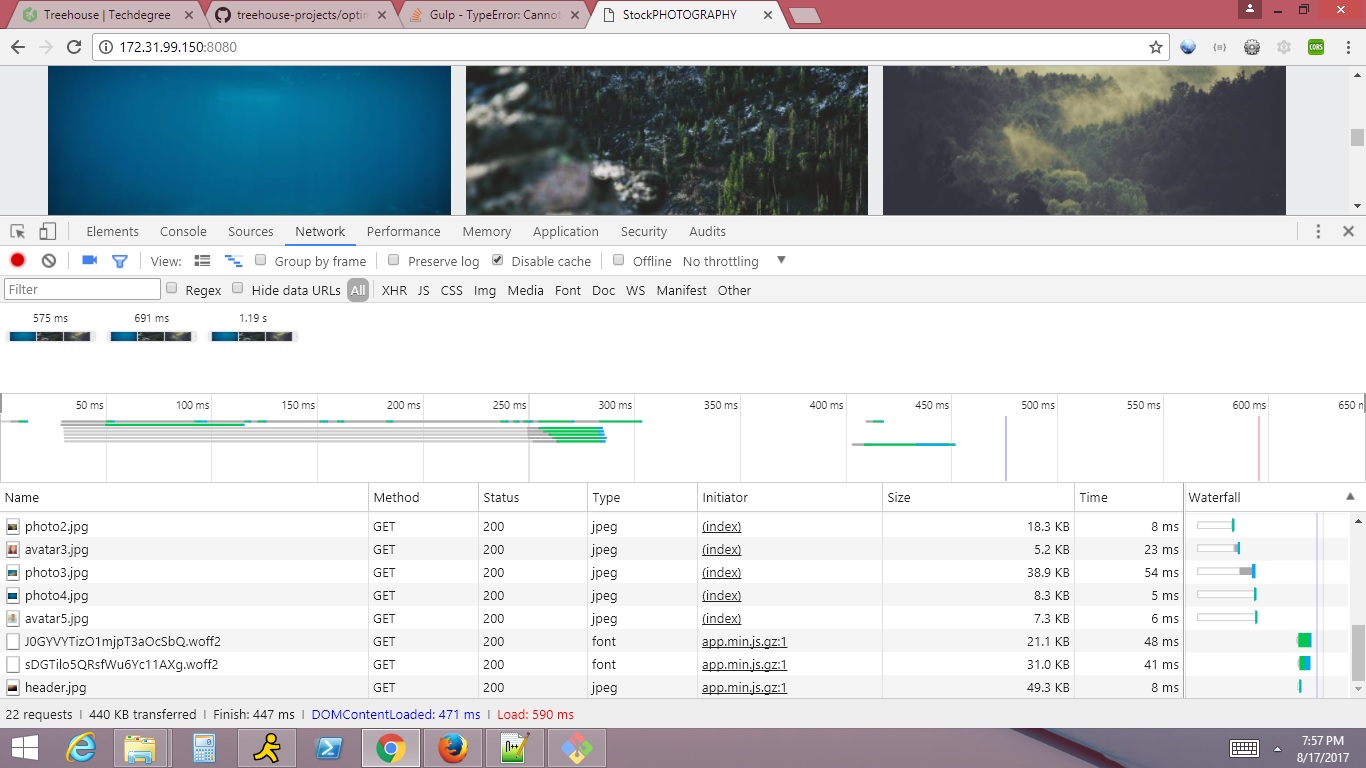 Treehouse | Techdegree
treehouse-projects/optin
Gulp - TypeError: Cannot
StockPHOTOGRAPHY
172.31.99.150:8080
CORS
Elements Console Sources Network Performance Memory Application Security Audits
View: Group by frame Preserve log Disable cache Offline No throttling
Filter Regex Hide data URLs All XHR JS CSS Img Media Font Doc WS Manifest Other
575 ms 691 ms 1.19 s
50 ms 100 ms 150 ms 200 ms 250 ms 300 ms 350 ms 400 ms 450 ms 500 ms 550 ms 600 ms 650 m
Name Method Status Type Initiator Size Time Waterfall
photo2.jpg GET 200 jpeg (index) 18.3 KB 8 ms
avatar3.jpg GET 200 jpeg (index) 5.2 KB 23 ms
photo3.jpg GET 200 jpeg (index) 38.9 KB 54 ms
photo4.jpg GET 200 jpeg (index) 8.3 KB 5 ms
avatar5.jpg GET 200 jpeg (index) 7.3 KB 6 ms
J0GYVYTizO1mjpT3aOcSbQ.woff2 GET 200 font app.min.js.gz:1 21.1 KB 48 ms
sDGTilo5QRsfWu6Yc11AXg.woff2 GET 200 font app.min.js.gz:1 31.0 KB 41 ms
header.jpg GET 200 jpeg app.min.js.gz:1 49.3 KB 8 ms
22 requests | 440 KB transferred | Finish: 447 ms | DOMContentLoaded: 471 ms | Load: 590 ms
7:57 PM
8/17/2017